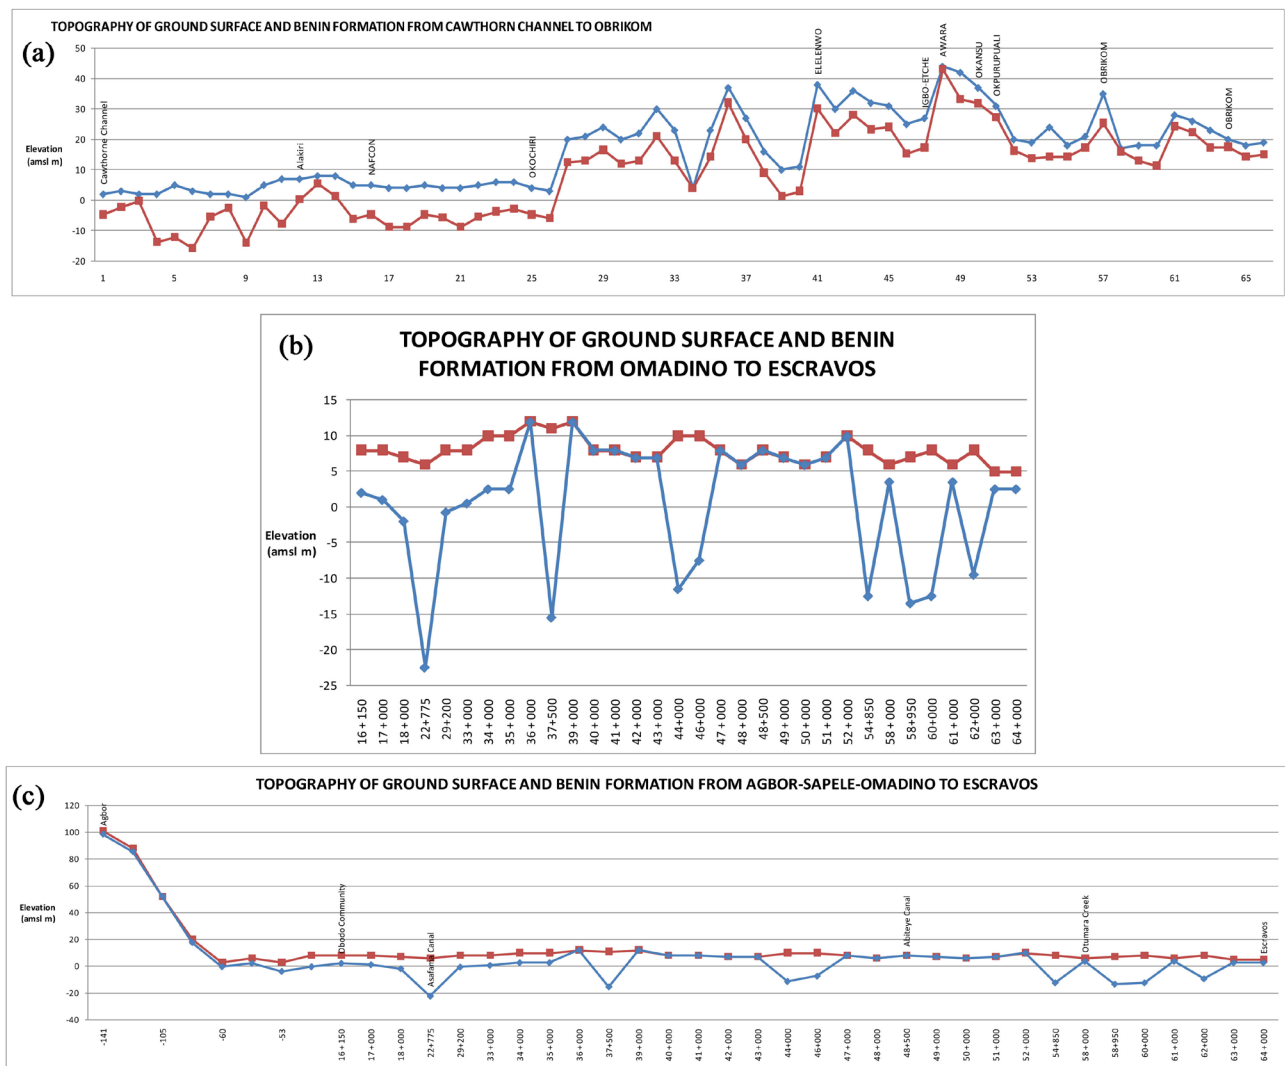 TOPOGRAPHY OF GROUND SURFACE AND BENIN FORMATION FROM CAWTHORN CHANNEL TO OBRIKOM
(a)
50
40
30
20
10
0
-10
-20
Elevation
(amsl m)
Cawthorne Channel
Alakiri
NAFCON
OKOCHIRI
ELELENWO
IGBO-ETCHE
AWARA
OKANSU
OKPURUPUALI
OBRIKOM
OBRIKOM
1 5 9 13 17 21 25 29 33 37 41 45 49 53 57 61 65
(b)
TOPOGRAPHY OF GROUND SURFACE AND BENIN
FORMATION FROM OMADINO TO ESCRAVOS
15
10
5
0
-5
-10
-15
-20
-25
Elevation
(amsl m)
16 + 150
17 + 000
18 + 000
22+775
29+200
33 + 000
34 + 000
35 + 000
36 + 000
37+500
39 + 000
40 + 000
41 + 000
42 + 000
43 + 000
44+000
46+000
47 + 000
48 + 000
48+500
49 + 000
50 + 000
51 + 000
52 + 000
54+850
58 + 000
58+950
60+000
61 + 000
62+000
63 + 000
64 + 000
(c)
TOPOGRAPHY OF GROUND SURFACE AND BENIN FORMATION FROM AGBOR-SAPELE-OMADINO TO ESCRAVOS
120
100
80
60
40
20
0
-20
-40
Elevation
(amsl m)
Agbor
Obodo Community
Asafama Canal
Abiteye Canal
Otumara Creek
Escravos
-141
-105
-60
-53
16 + 150
17 + 000
18 + 000
22+775
29+200
33 + 000
34 + 000
35 + 000
36 + 000
37+500
39 + 000
40 + 000
41 + 000
42 + 000
43 + 000
44+000
46+000
47 + 000
48 + 000
48+500
49 + 000
50 + 000
51 + 000
52 + 000
54+850
58 + 000
58+950
60+000
61 + 000
62+000
63 + 000
64 + 000